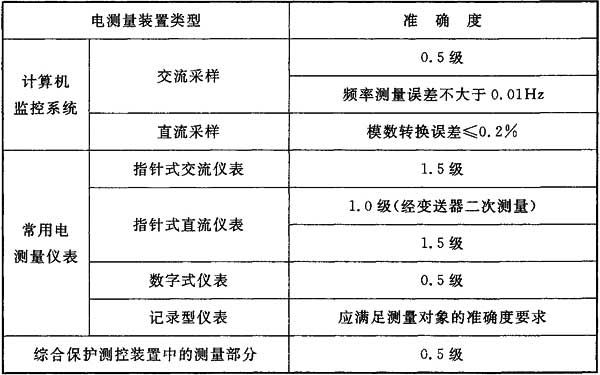 电测量装置类型 准确度
计算机监控系统 交流采样 0.5级
频率测量误差不大于0.01Hz
直流采样 模数转换误差≤0.2%
常用电测量仪表 指针式交流仪表 1.5级
指针式直流仪表 1.0级(经变送器二次测量)
1.5级
数字式仪表 0.5级
记录型仪表 应满足测量对象的准确度要求
综合保护测控装置中的测量部分 0.5级